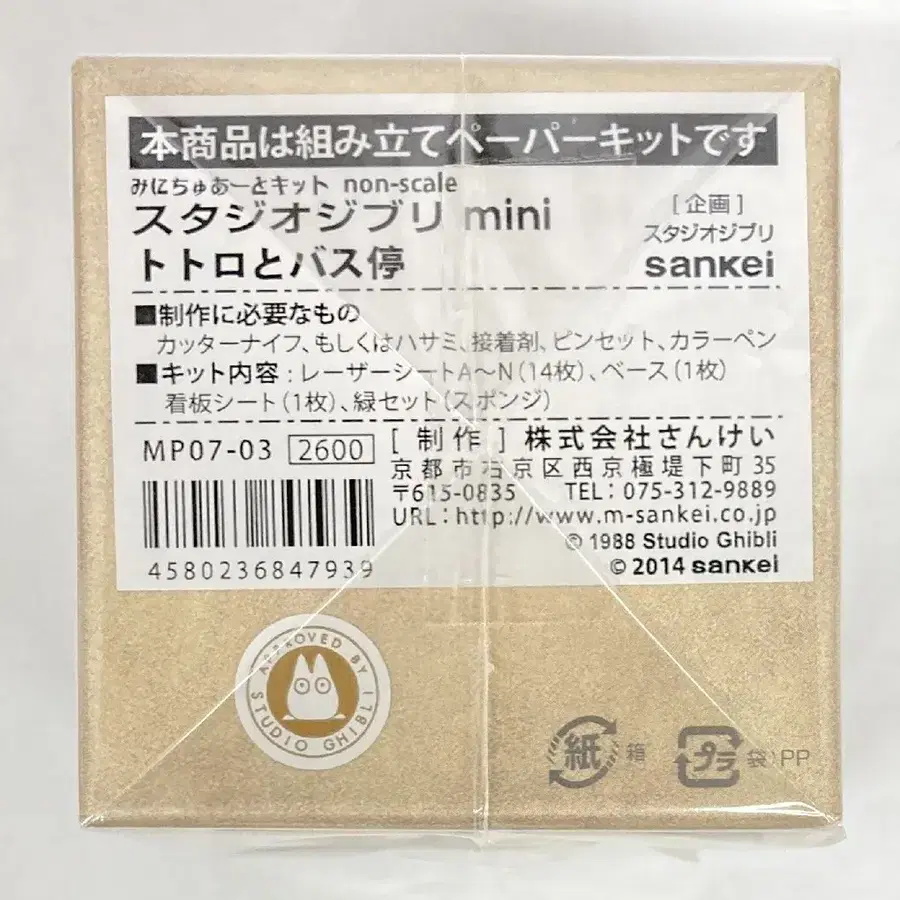 本商品は組み立てペーパーキットです
みにちゅあーとキット non-scale
スタジオジブリ mini
トトロとバス停
[企画]
スタジオジブリ
sankei
■制作に必要なもの
カッターナイフ、もしくはハサミ、接着剤、ピンセット、カラーペン
■キット内容：レーザーシートA～N（14枚）、ベース（1枚）
看板シート（1枚）、緑セット（スポンジ）
MP07-03 2600
[制作] 株式会社さんけい
京都市右京区西京極堤下町35
〒615-0835 TEL：075-312-9889
URL：http://www.m-sankei.co.jp
© 1988 Studio Ghibli
© 2014 sankei
4580236847939
APPROVED BY
STUDIO GHIBLI
紙 箱
プラ 袋：PP